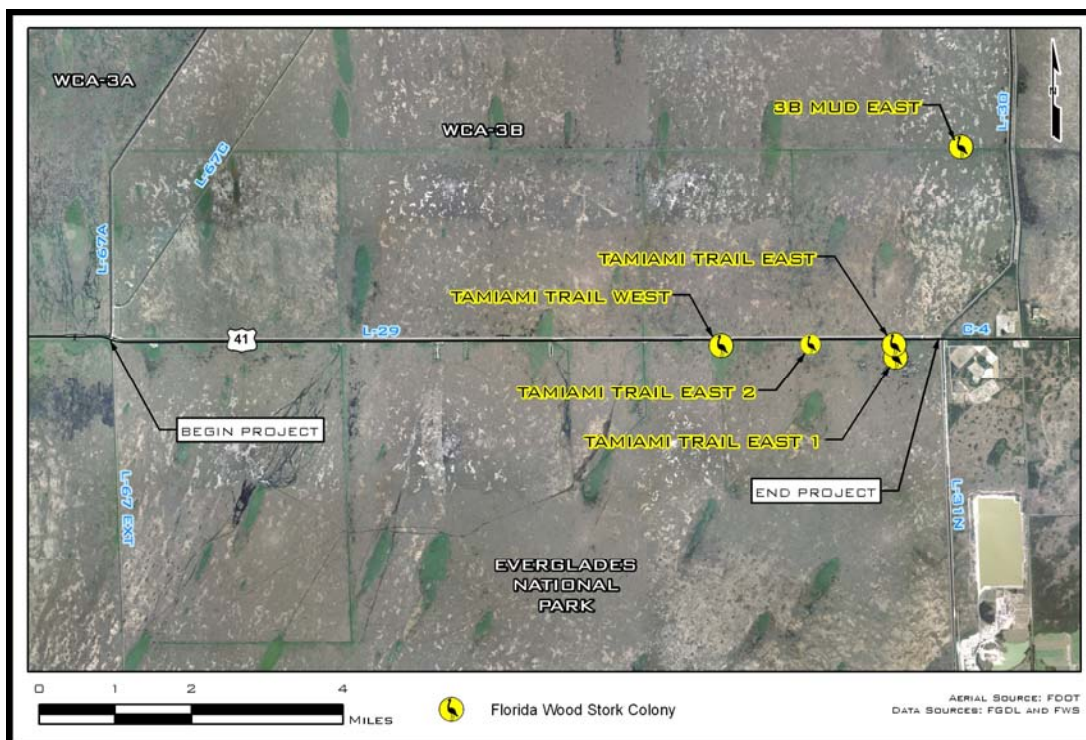 WCA-3A
WCA-3B
3B MUD EAST
L-30
L-67C
L-67A
TAMIAMI TRAIL EAST
TAMIAMI TRAIL WEST
L-29
41
C-4
TAMIAMI TRAIL EAST 2
BEGIN PROJECT
TAMIAMI TRAIL EAST 1
END PROJECT
L-67 EXT
L-31N
EVERGLADES
NATIONAL
PARK
0 1 2 4
MILES
Florida Wood Stork Colony
AERIAL SOURCE: FDOT
DATA SOURCES: FGDL AND FWS